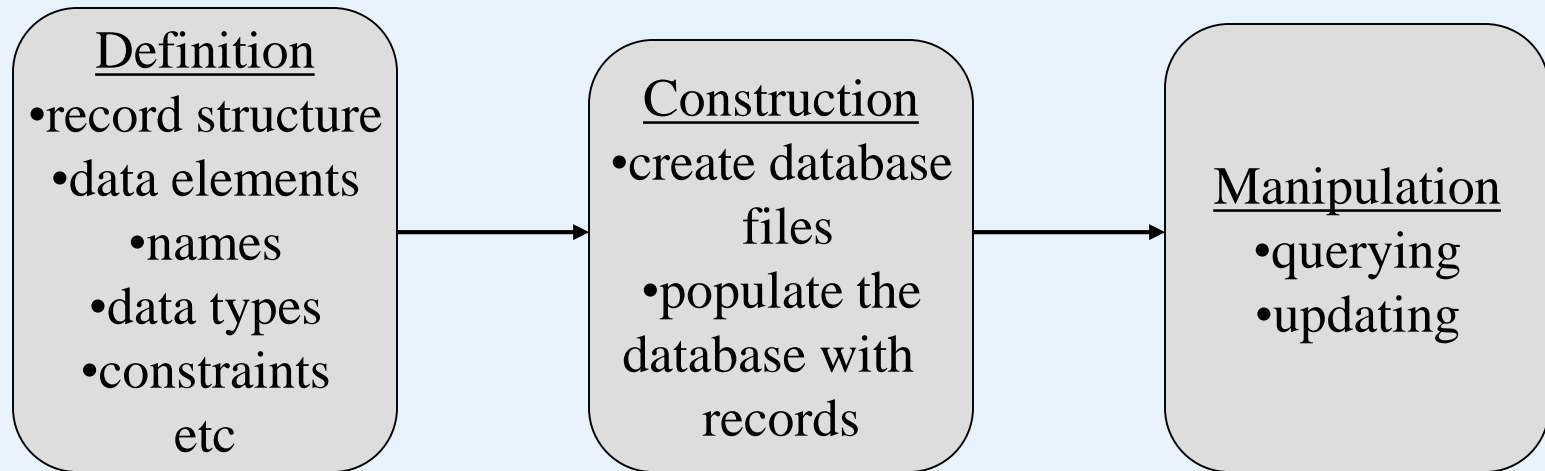 Definition
•record structure
•data elements
•names
•data types
•constraints
etc
Construction
•create database
files
•populate the
database with
records
Manipulation
•querying
•updating